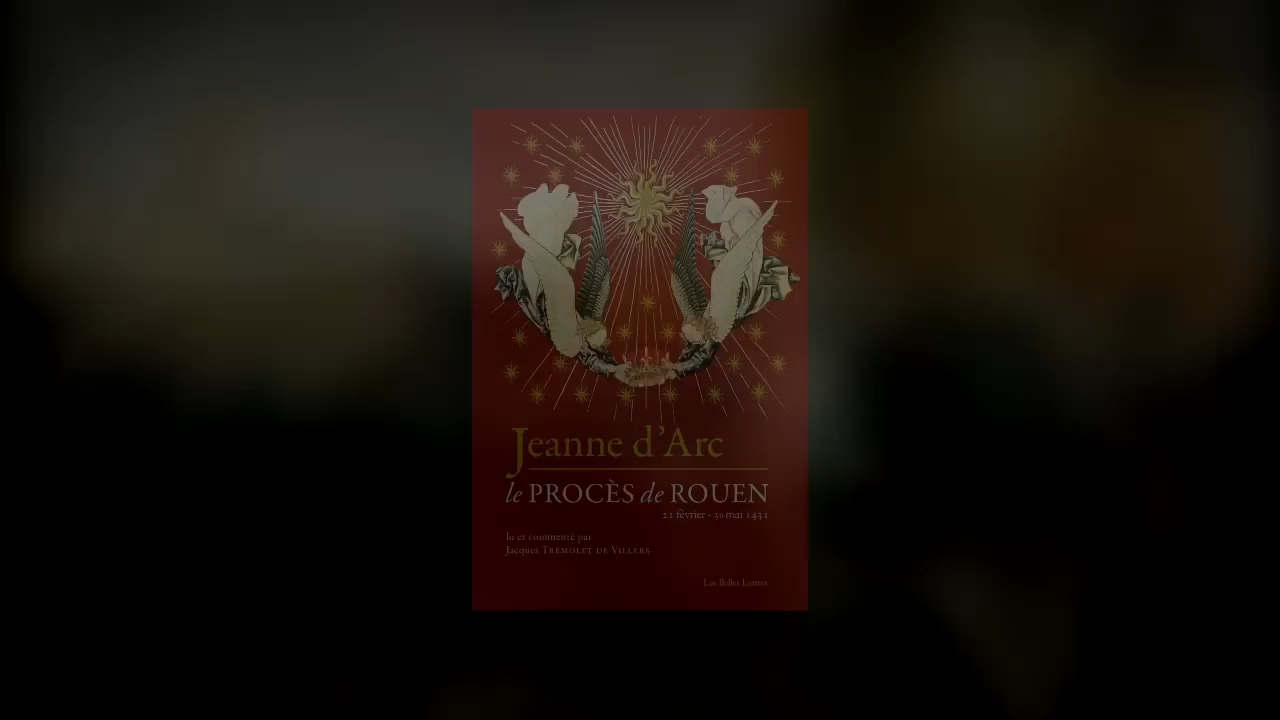 Jeanne d'Arc
le PROCÈS de ROUEN
21 février - 30 mai 1431
lu et commenté par
Jacques TRÉMOLET DE VILLERS
Les Belles Lettres